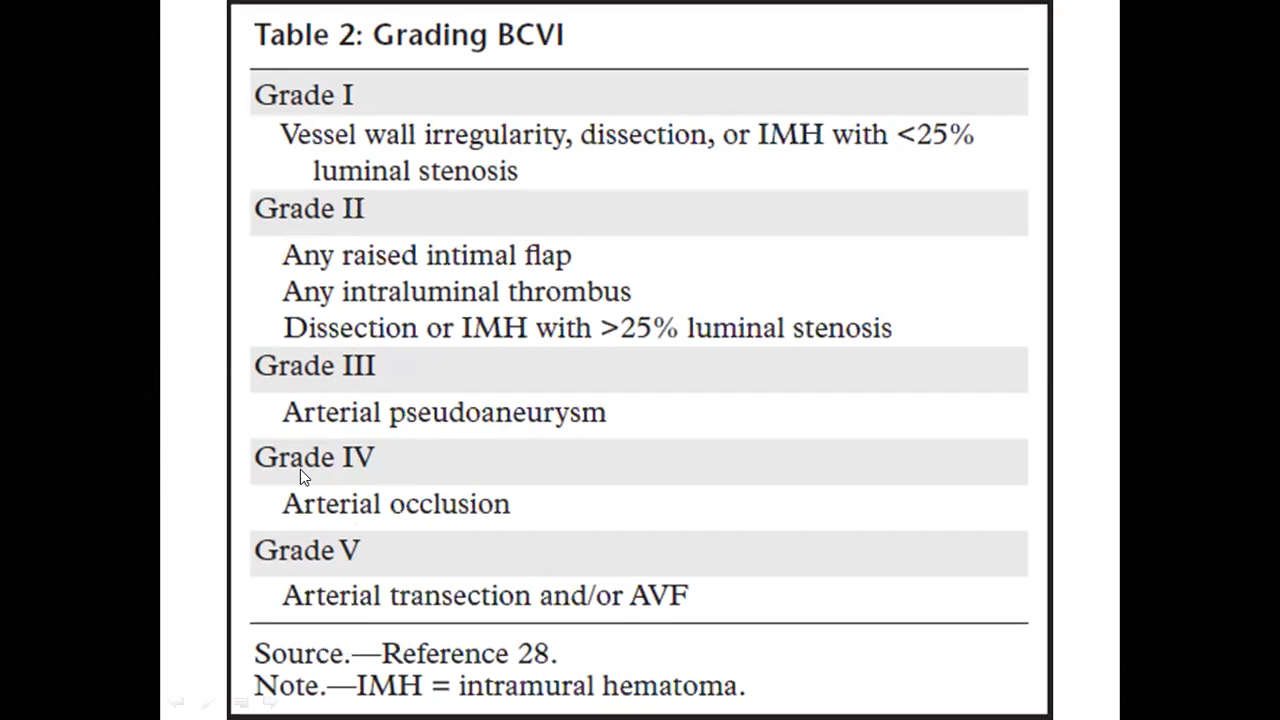 Table 2: Grading BCVI
Grade I
Vessel wall irregularity, dissection, or IMH with <25%
luminal stenosis
Grade II
Any raised intimal flap
Any intraluminal thrombus
Dissection or IMH with >25% luminal stenosis
Grade III
Arterial pseudoaneurysm
Grade IV
Arterial occlusion
Grade V
Arterial transection and/or AVF
Source.—Reference 28.
Note.—IMH = intramural hematoma.